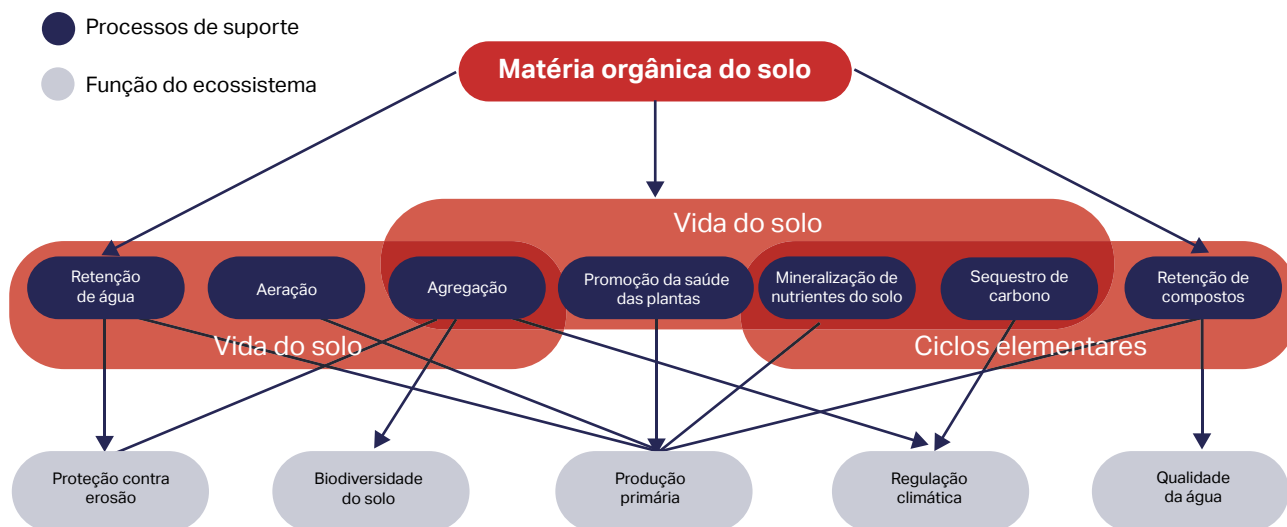 Processos de suporte
Função do ecossistema
Matéria orgânica do solo
Vida do solo
Retenção
de água
Aeração
Agregação
Promoção da saúde
das plantas
Mineralização de
nutrientes do solo
Sequestro de
carbono
Retenção de
compostos
Vida do solo
Ciclos elementares
Proteção contra
erosão
Biodiversidade
do solo
Produção
primária
Regulação
climática
Qualidade
da água